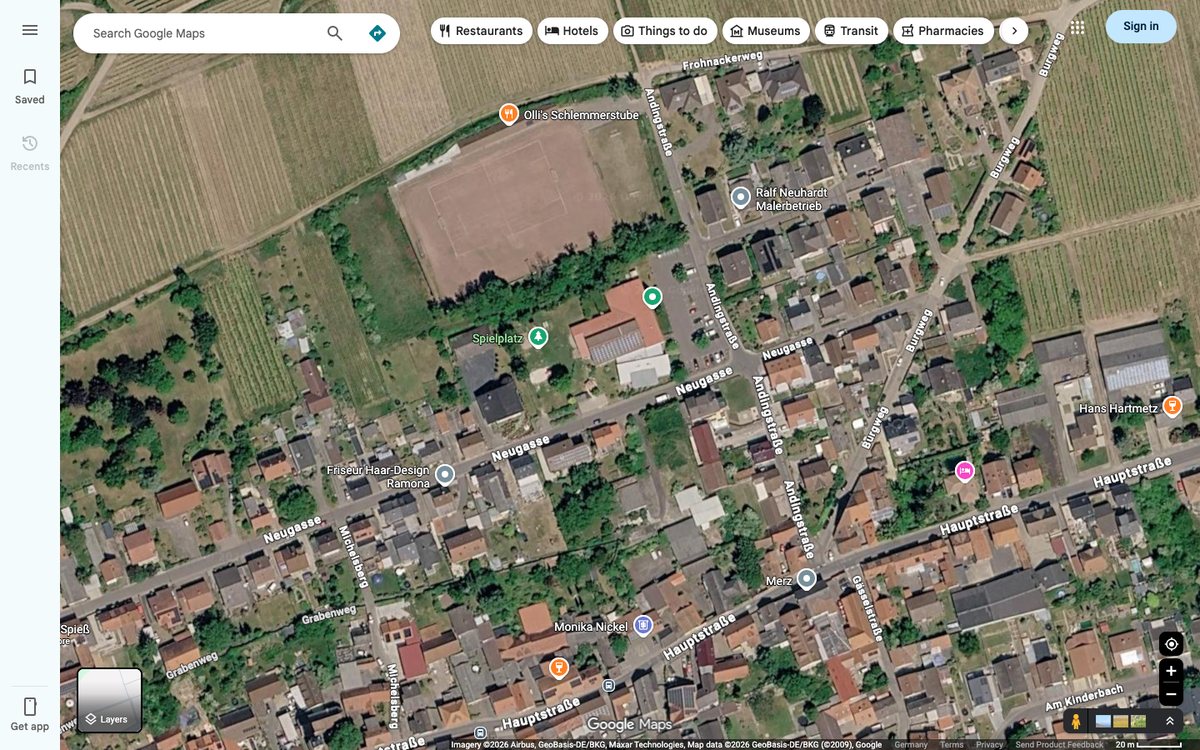 Search Google Maps
Restaurants
Hotels
Things to do
Museums
Transit
Pharmacies
Sign in
Saved
Recents
Frohnackerweg
Burgweg
Andingstraße
Olli's Schlemmerstube
Burgweg
Ralf Neuhardt
Malerbetrieb
Andingstraße
Burgweg
Spielplatz
Neugasse
Neugasse
Andingstraße
Hans Hartmetz
Burgweg
Neugasse
Friseur Haar-Design
Ramona
Hauptstraße
Andingstraße
Hauptstraße
Neugasse
Michelsberg
Merz
Gässelstraße
Grabenweg
Monika Nickel
Hauptstraße
Spieß
Grabenweg
Michelsberg
Am Kinderbach
Hauptstraße
Layers
Get app
Google Maps
Imagery ©2026 Airbus, GeoBasis-DE/BKG, Maxar Technologies, Map data ©2026 GeoBasis-DE/BKG (©2009), Google
Germany
Terms
Privacy
Send Product Feedback
20 m